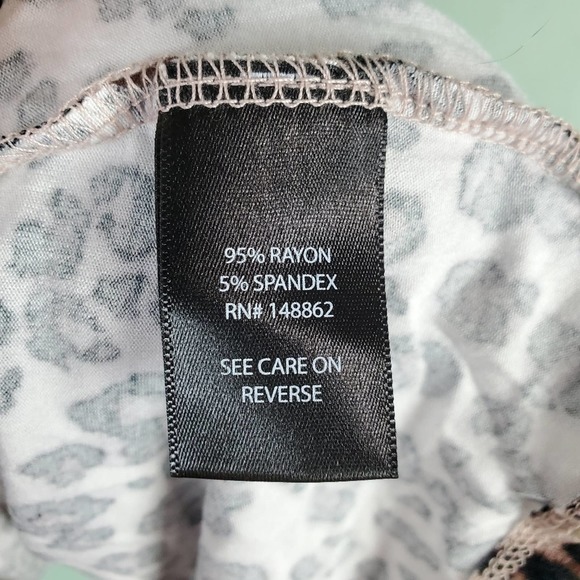 95% RAYON
5% SPANDEX
RN# 148862
SEE CARE ON
REVERSE